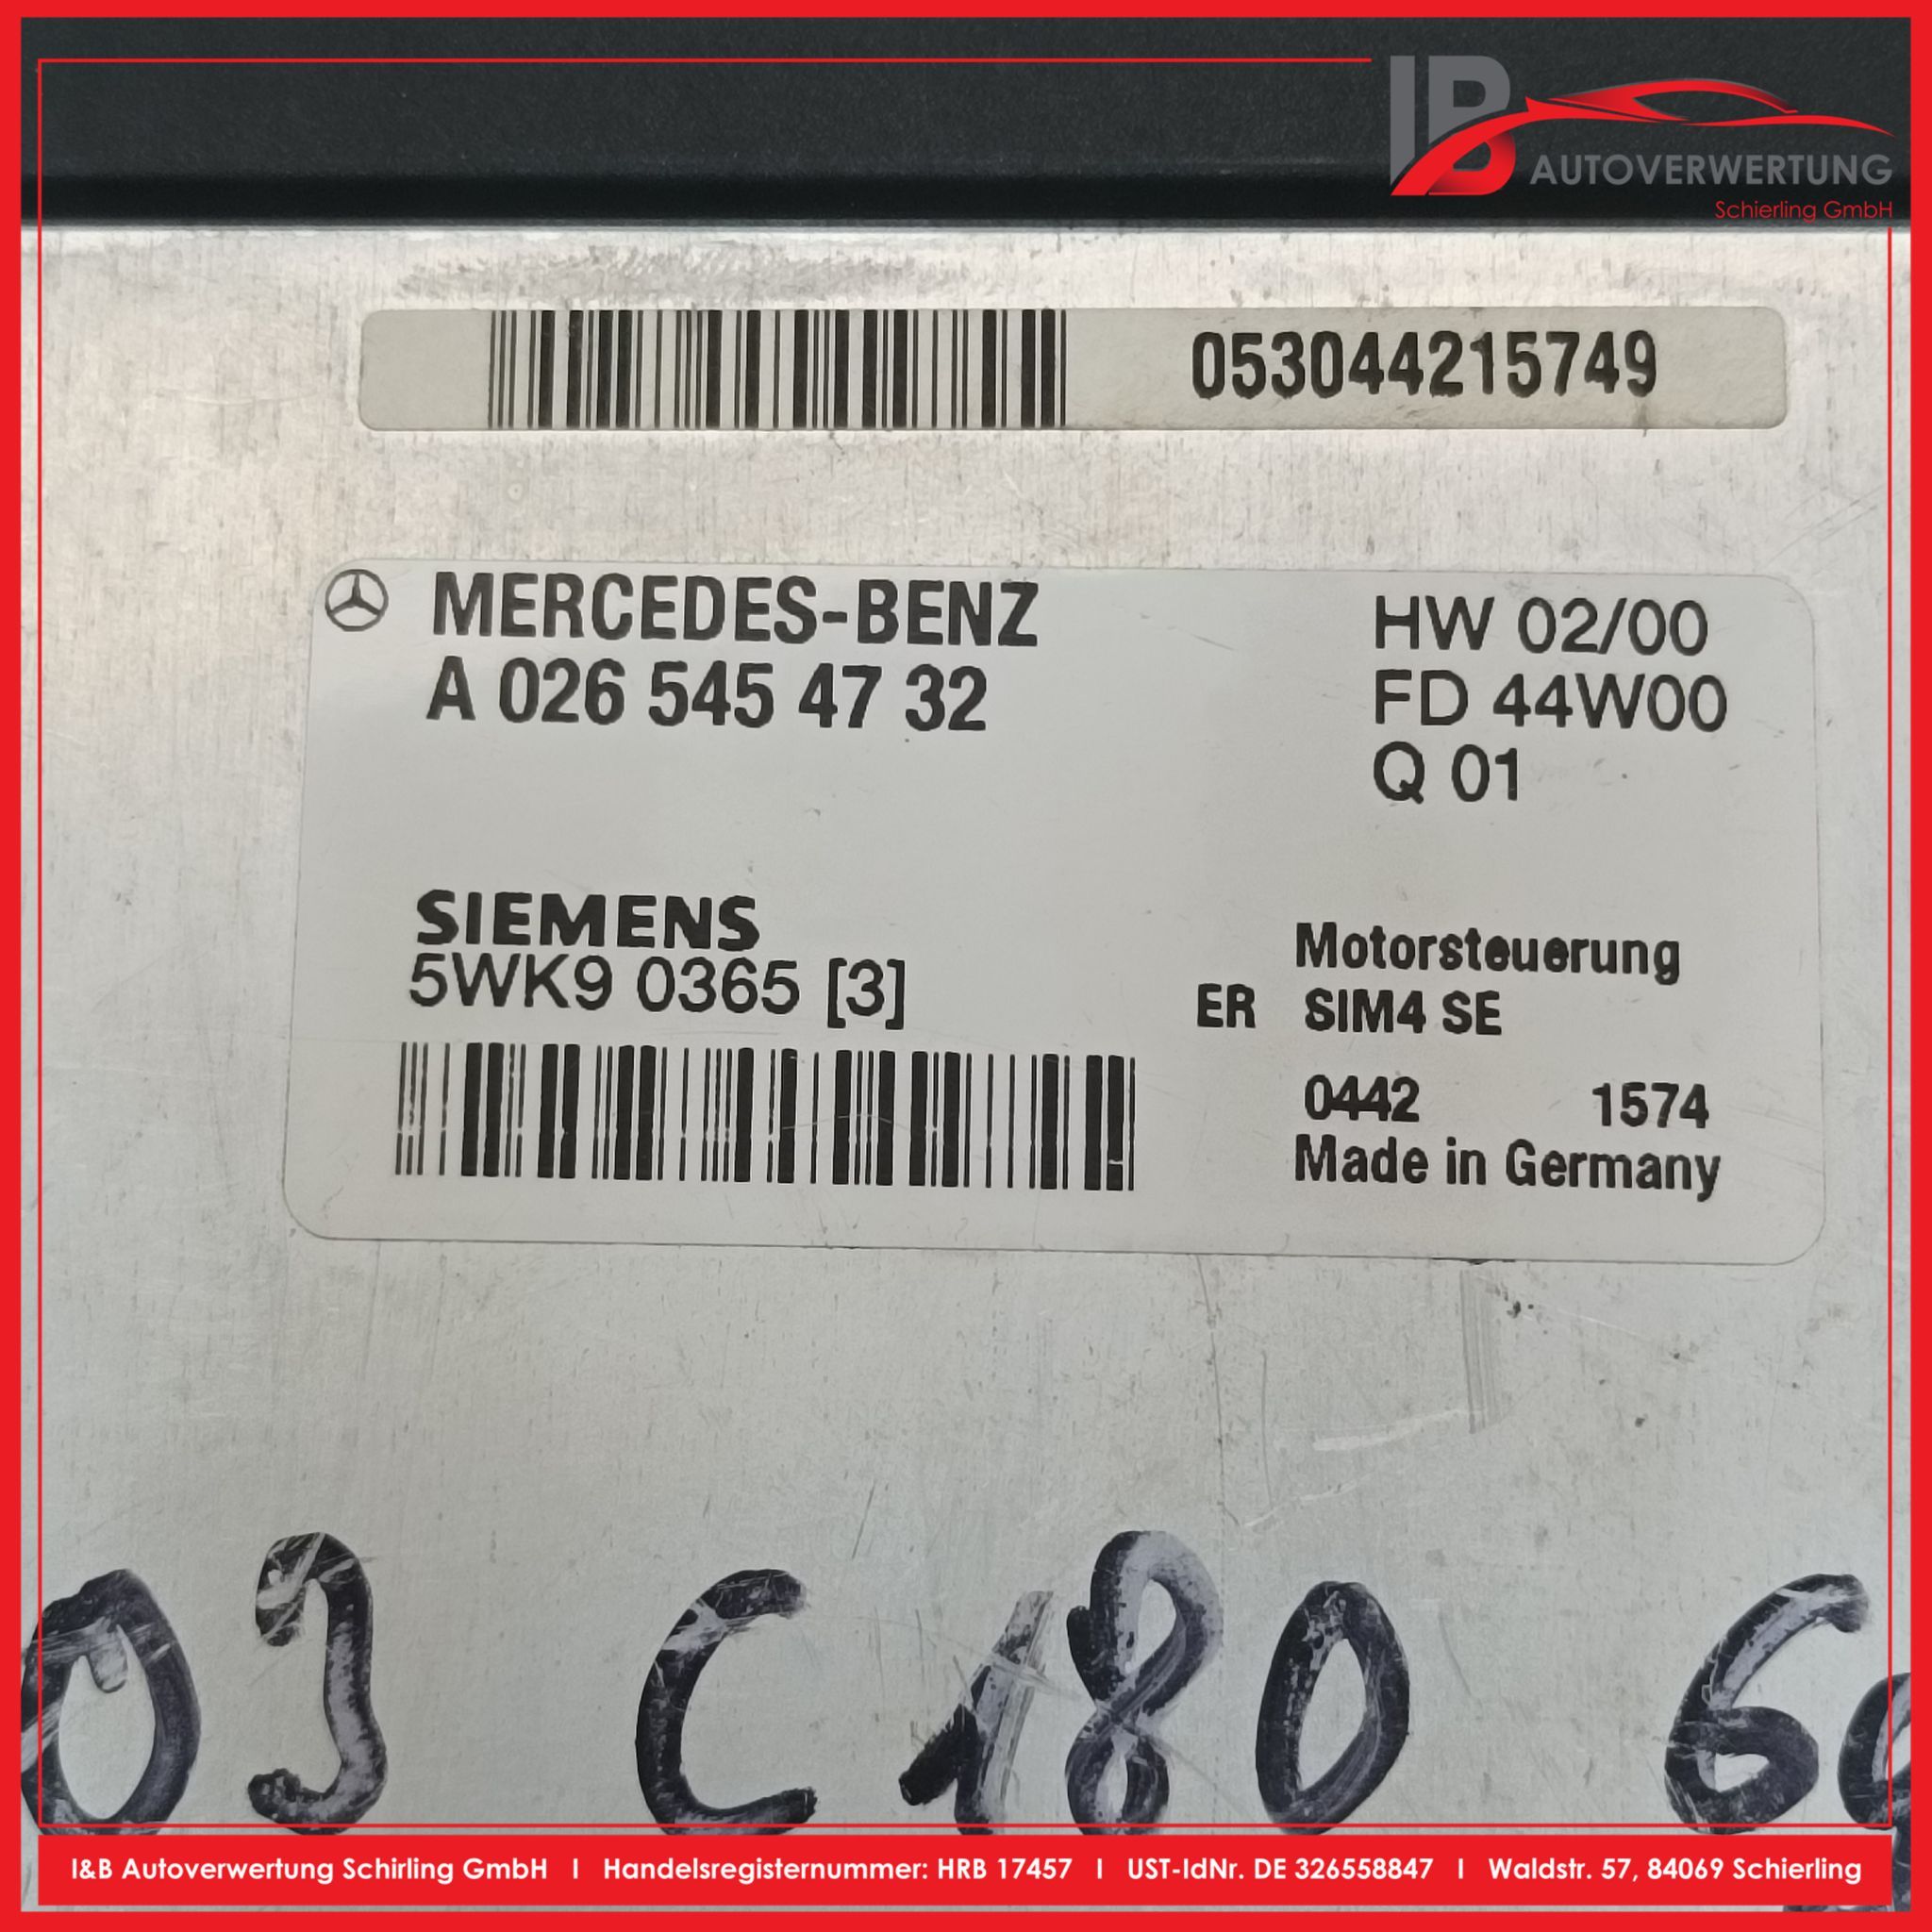 IB AUTOVERWERTUNG
Schierling GmbH
053044215749
MERCEDES-BENZ
A 026 545 47 32
HW 02/00
FD 44W00
Q 01
SIEMENS
5WK9 0365 [3]
Motorsteuerung
ER SIM4 SE
0442 1574
Made in Germany
03 C180
I&B Autoverwertung Schirling GmbH | Handelsregisternummer: HRB 17457 | UST-IdNr. DE 326558847 | Waldstr. 57, 84069 Schierling